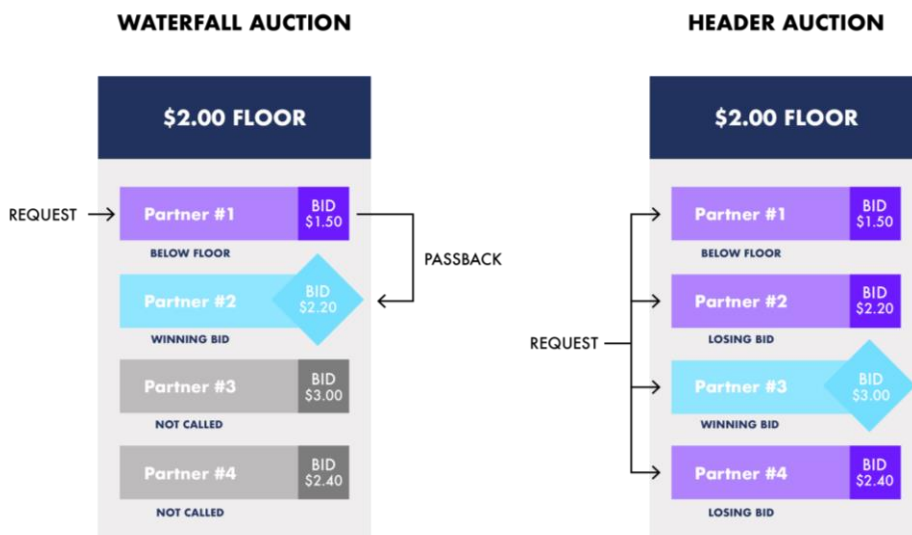 WATERFALL AUCTION
$2.00 FLOOR
REQUEST
Partner #1
BID
$1.50
BELOW FLOOR
PASSBACK
Partner #2
BID
$2.20
WINNING BID
Partner #3
BID
$3.00
NOT CALLED
Partner #4
BID
$2.40
NOT CALLED
HEADER AUCTION
$2.00 FLOOR
REQUEST
Partner #1
BID
$1.50
BELOW FLOOR
Partner #2
BID
$2.20
LOSING BID
Partner #3
BID
$3.00
WINNING BID
Partner #4
BID
$2.40
LOSING BID